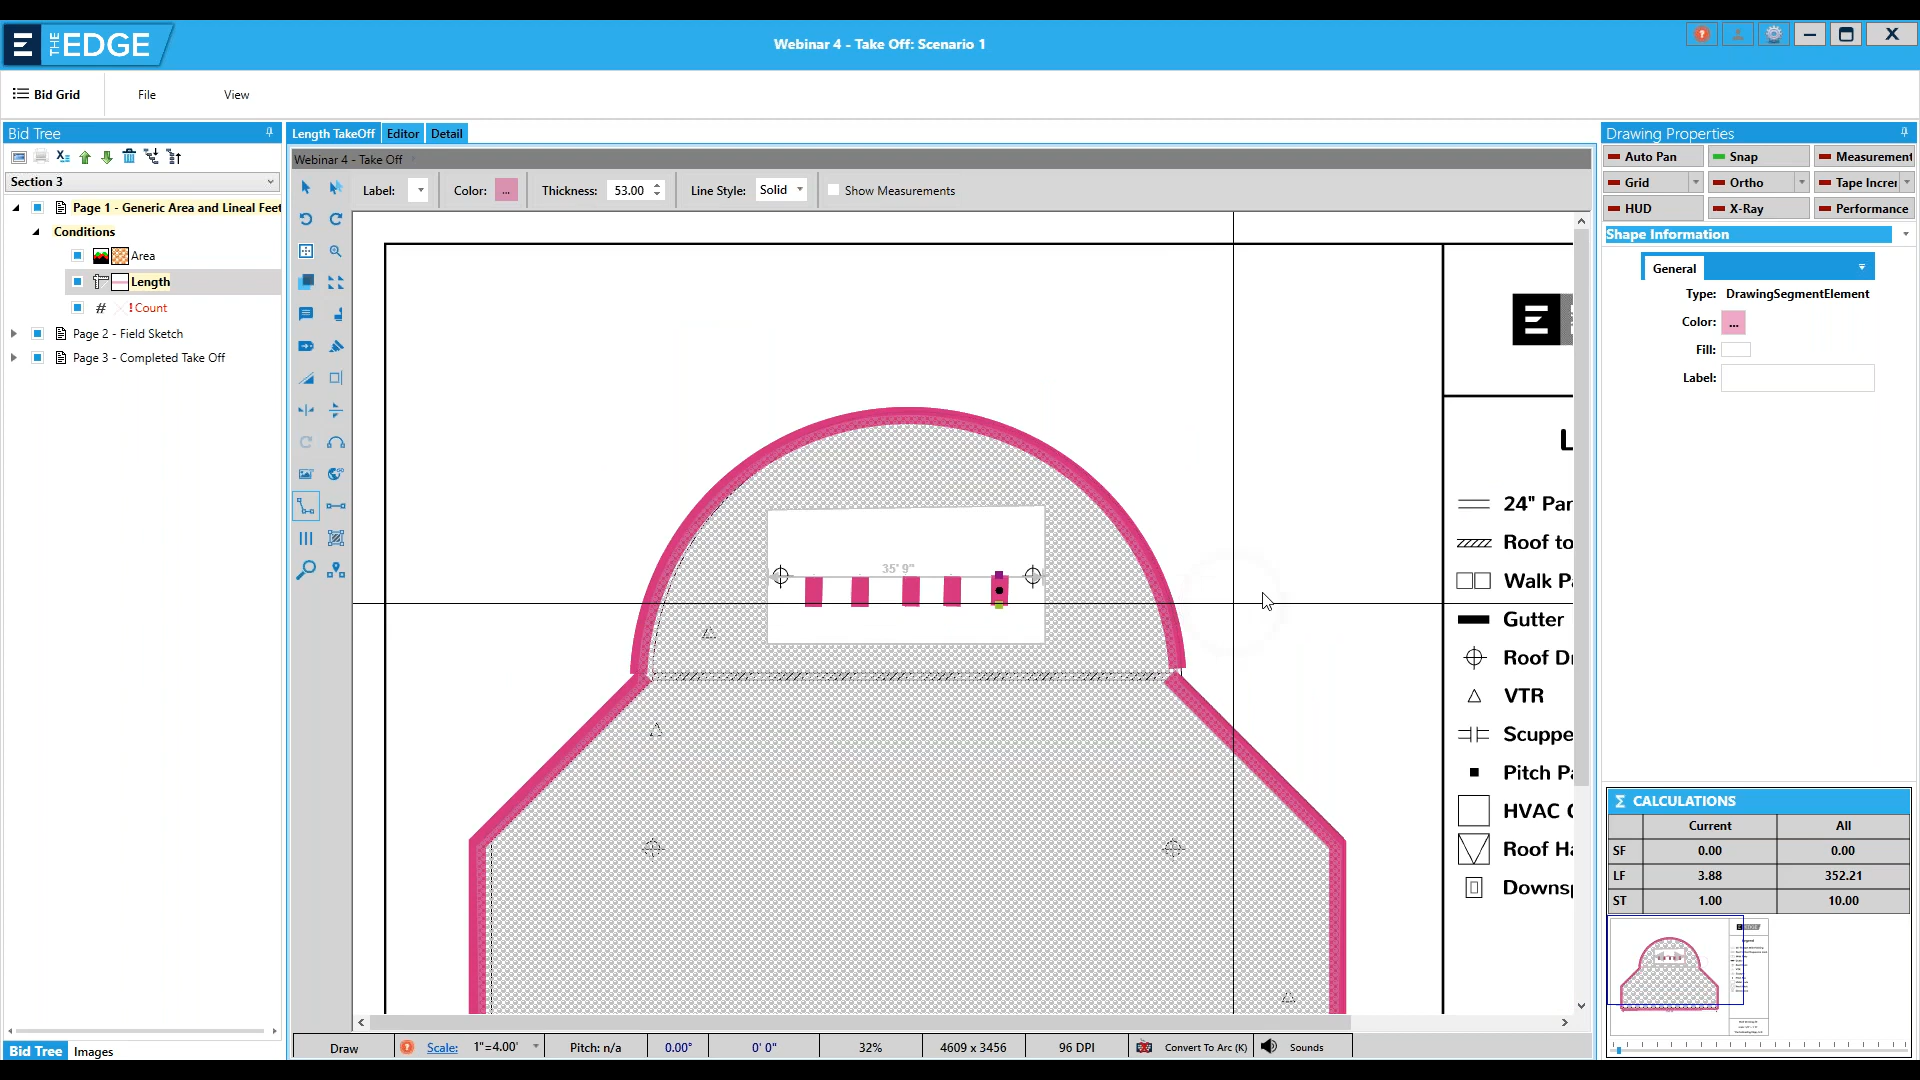 THE EDGE
Webinar 4 - Take Off: Scenario 1
Bid Grid
File
View
Bid Tree
Section 3
Page 1 - Generic Area and Lineal Feet
Conditions
Area
Length
# !Count
Page 2 - Field Sketch
Page 3 - Completed Take Off
Bid Tree
Images
Length TakeOff
Editor
Detail
Webinar 4 - Take Off
Label:
Color: ...
Thickness: 53.00
Line Style: Solid
Show Measurements
35' 9"
24" Par
Roof to
Walk P
Gutter
Roof D
VTR
Scuppe
Pitch P
HVAC
Roof Ha
Downsp
Draw
Scale: 1"=4.00'
Pitch: n/a
0.00°
0' 0"
32%
4609 x 3456
96 DPI
Convert To Arc (K)
Sounds
Drawing Properties
Auto Pan
Snap
Measurement
Grid
Ortho
Tape Increr
HUD
X-Ray
Performance
Shape Information
General
Type: DrawingSegmentElement
Color: ...
Fill:
Label:
Σ CALCULATIONS
Current All
SF 0.00 0.00
LF 3.88 352.21
ST 1.00 10.00